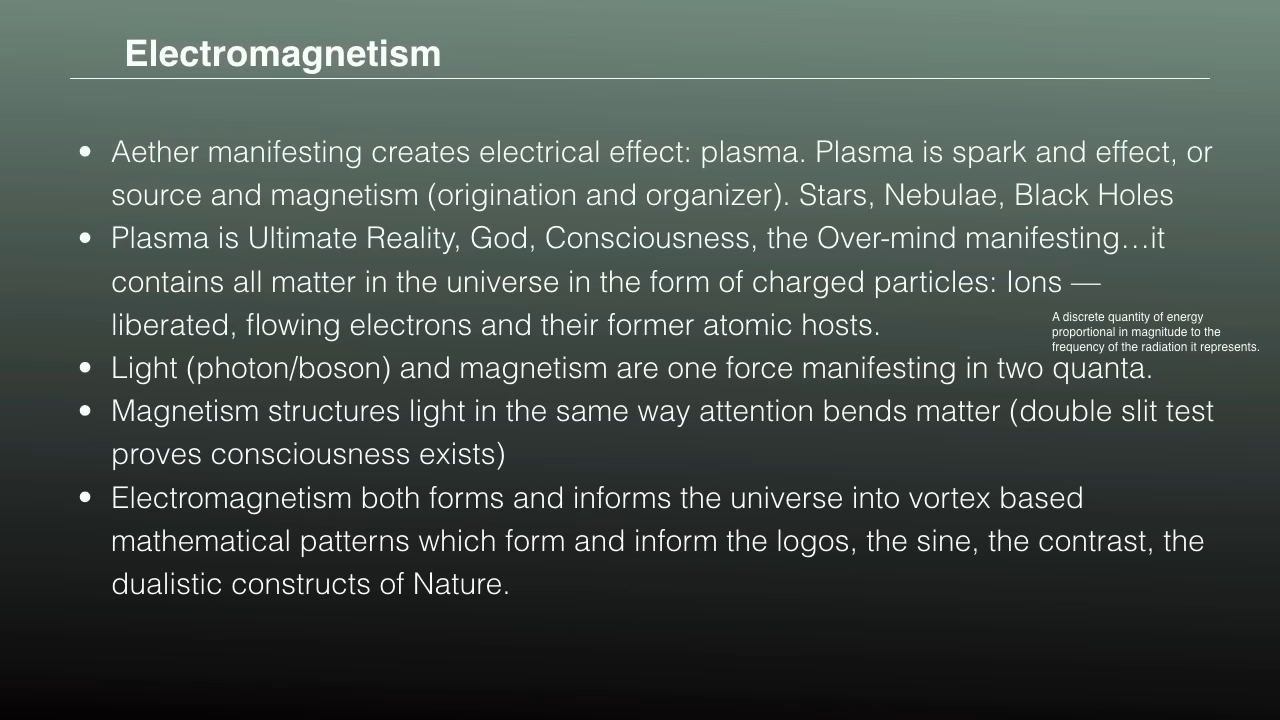 Electromagnetism
• Aether manifesting creates electrical effect: plasma. Plasma is spark and effect, or
source and magnetism (origination and organizer). Stars, Nebulae, Black Holes
• Plasma is Ultimate Reality, God, Consciousness, the Over-mind manifesting…it
contains all matter in the universe in the form of charged particles: Ions —
liberated, flowing electrons and their former atomic hosts.
A discrete quantity of energy
proportional in magnitude to the
frequency of the radiation it represents.
• Light (photon/boson) and magnetism are one force manifesting in two quanta.
• Magnetism structures light in the same way attention bends matter (double slit test
proves consciousness exists)
• Electromagnetism both forms and informs the universe into vortex based
mathematical patterns which form and inform the logos, the sine, the contrast, the
dualistic constructs of Nature.